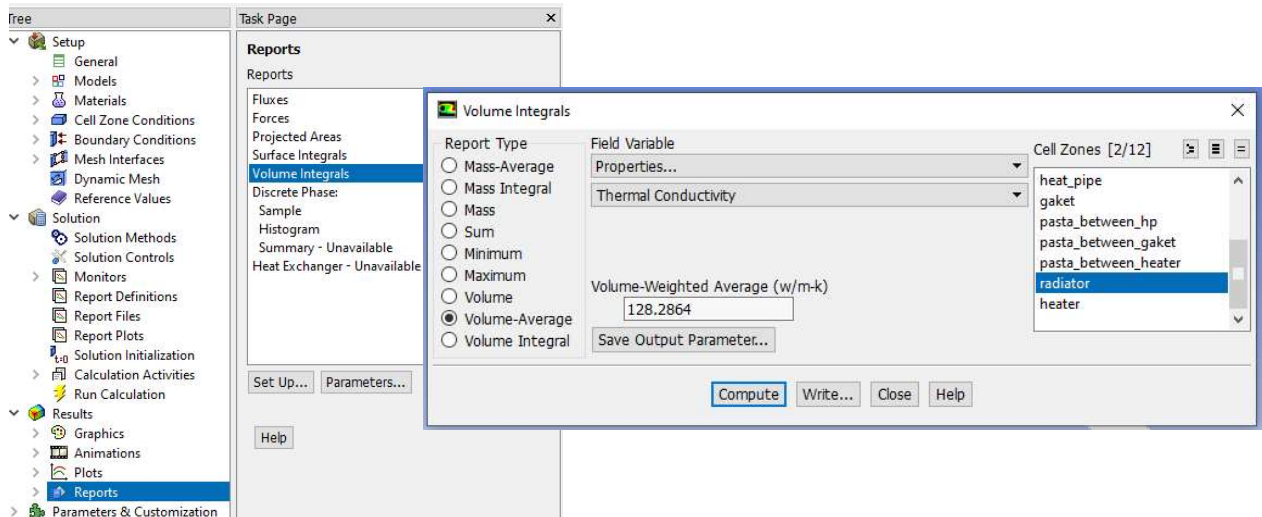 Tree
Setup
General
Models
Materials
Cell Zone Conditions
Boundary Conditions
Mesh Interfaces
Dynamic Mesh
Reference Values
Solution
Solution Methods
Solution Controls
Monitors
Report Definitions
Report Files
Report Plots
t=0 Solution Initialization
Calculation Activities
Run Calculation
Results
Graphics
Animations
Plots
Reports
Parameters & Customization
Task Page
Reports
Reports
Fluxes
Forces
Projected Areas
Surface Integrals
Volume Integrals
Discrete Phase:
Sample
Histogram
Summary - Unavailable
Heat Exchanger - Unavailable
Set Up... Parameters...
Help
Volume Integrals
Report Type
Mass-Average
Mass Integral
Mass
Sum
Minimum
Maximum
Volume
Volume-Average
Volume Integral
Field Variable
Properties...
Thermal Conductivity
Volume-Weighted Average (w/m-k)
128.2864
Save Output Parameter...
Cell Zones [2/12]
heat_pipe
gaket
pasta_between_hp
pasta_between_gaket
pasta_between_heater
radiator
heater
Compute Write... Close Help